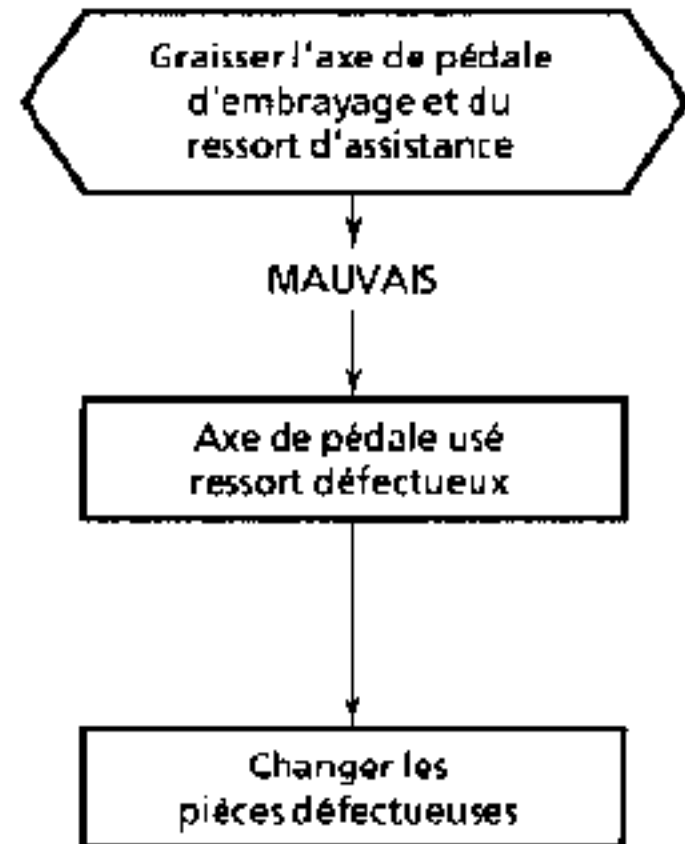 Graisser l'axe de pédale
d'embrayage et du
ressort d'assistance
MAUVAIS
Axe de pédale usé
ressort défectueux
Changer les
pièces défectueuses